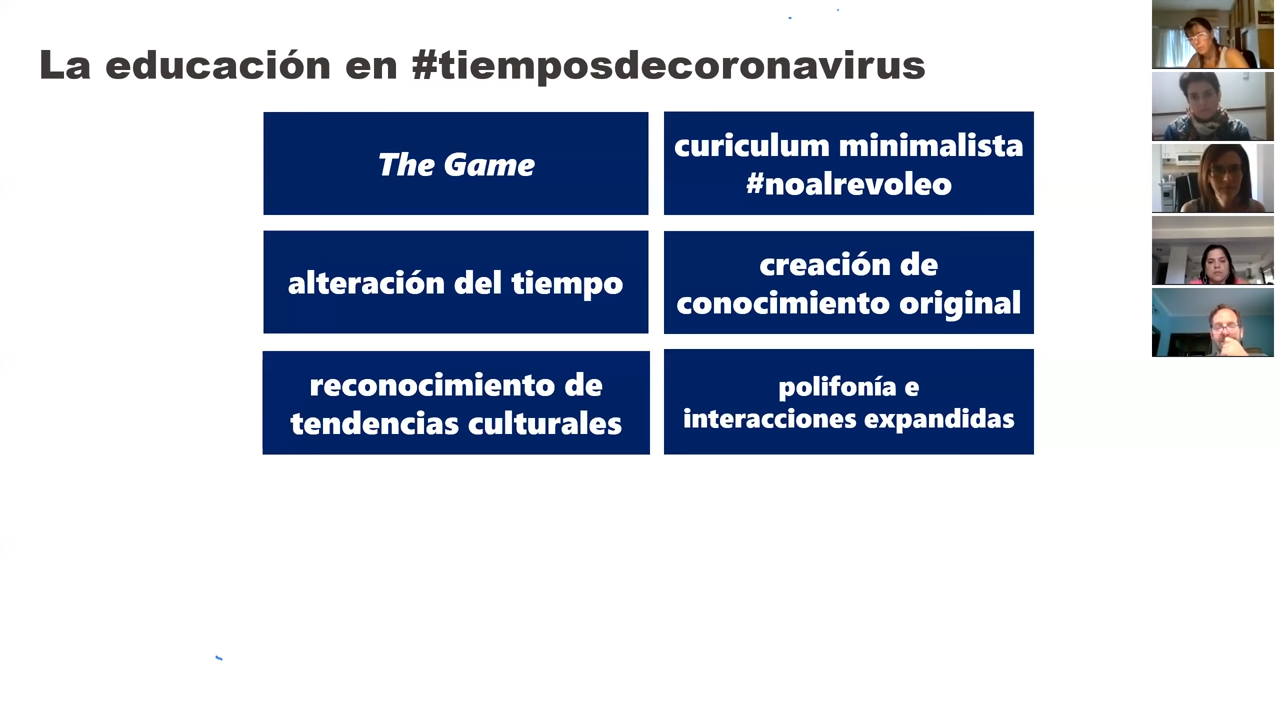 La educación en #tiemposdecoronavirus
The Game
curiculum minimalista
#noalrevoleo
alteración del tiempo
creación de
conocimiento original
reconocimiento de
tendencias culturales
polifonía e
interacciones expandidas